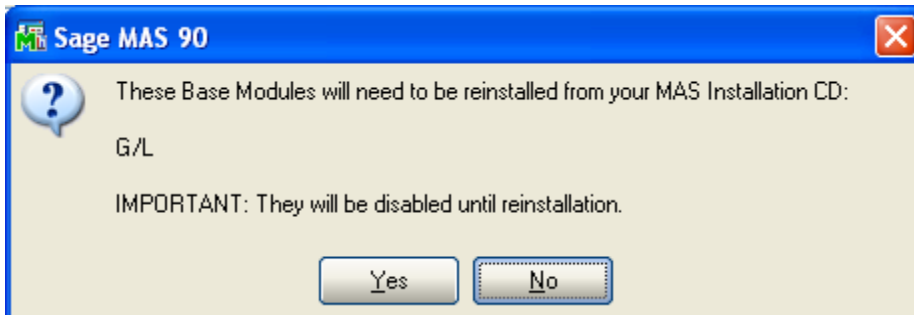 Sage MAS 90
These Base Modules will need to be reinstalled from your MAS Installation CD:
G/L
IMPORTANT: They will be disabled until reinstallation.
Yes
No